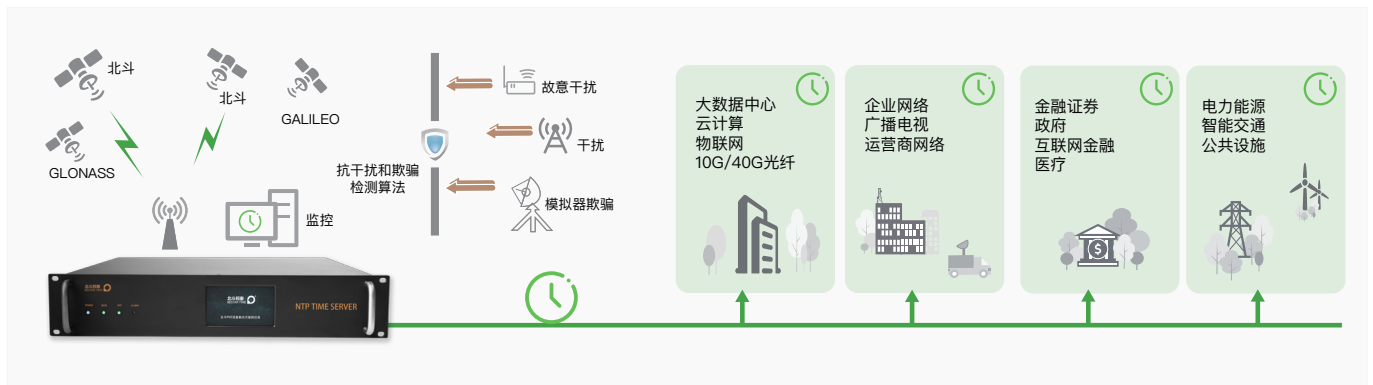 北斗
北斗
GALILEO
GLONASS
监控
抗干扰和欺骗
检测算法
故意干扰
干扰
模拟器欺骗
NTP TIME SERVER
大数据中心
云计算
物联网
10G/40G光纤
企业网络
广播电视
运营商网络
金融证券
政府
互联网金融
医疗
电力能源
智能交通
公共设施